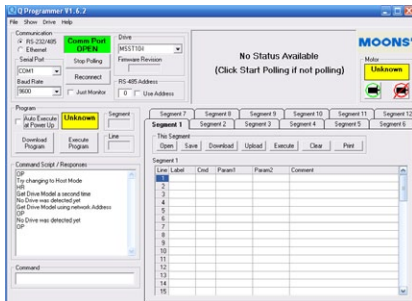 Q Programmer V1.6.2
File Show Drive Help
Communication
RS-232/485
Ethernet
Comm Port
OPEN
Serial Port
COM1
Stop Polling
Baud Rate
9600
Reconnect
Just Monitor
Drive
Firmware Revision
RS-485 Address
0 Use Address
No Status Available
(Click Start Polling if not polling)
MOONS'
Motor
Unknown
Program
Auto Execute
at Power Up
Unknown
Segment
Line
Download
Program
Execute
Program
Segment 7 Segment 8 Segment 9 Segment 10 Segment 11 Segment 12
Segment 1 Segment 2 Segment 3 Segment 4 Segment 5 Segment 6
This Segment
Open Save Download Upload Execute Clear Print
Segment 1
Line Label Cmd Param1 Param2 Comment
1
2
3
4
5
6
7
8
9
10
11
12
13
14
15
Command Script / Responses
OP
Try changing to Host Mode
HR
Get Drive Model a second time
No Drive was detected yet
Get Drive Model using network Address
OP
No Drive was detected yet
OP
Command